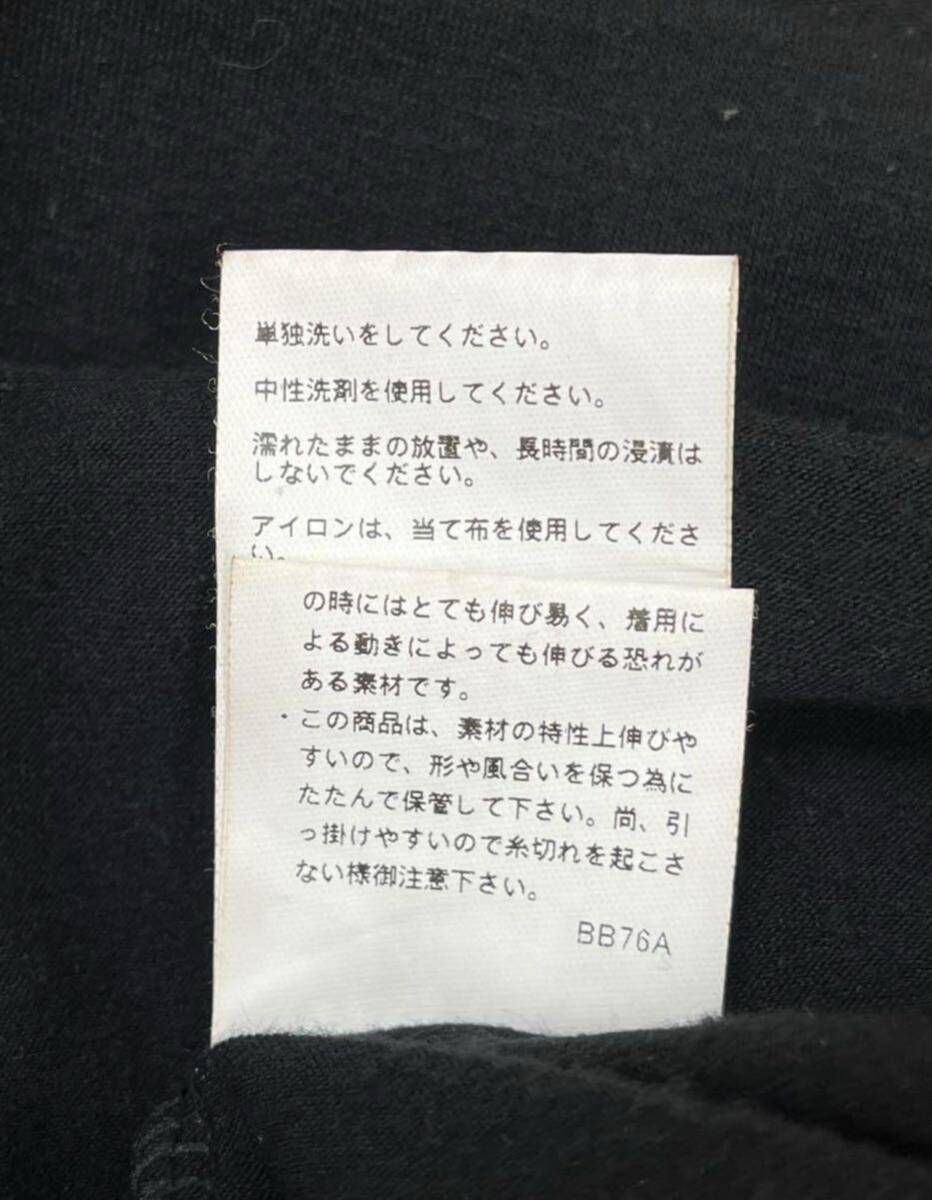 単独洗いをしてください。
中性洗剤を使用してください。
濡れたままの放置や、長時間の浸漬は
しないでください。
アイロンは、当て布を使用してくださ
い。
の時にはとても伸び易く、着用に
よる動きによっても伸びる恐れが
ある素材です。
・この商品は、素材の特性上伸びや
すいので、形や風合いを保つ為に
たたんで保管して下さい。尚、引
っ掛けやすいので糸切れを起こさ
ない様御注意下さい。
BB76A